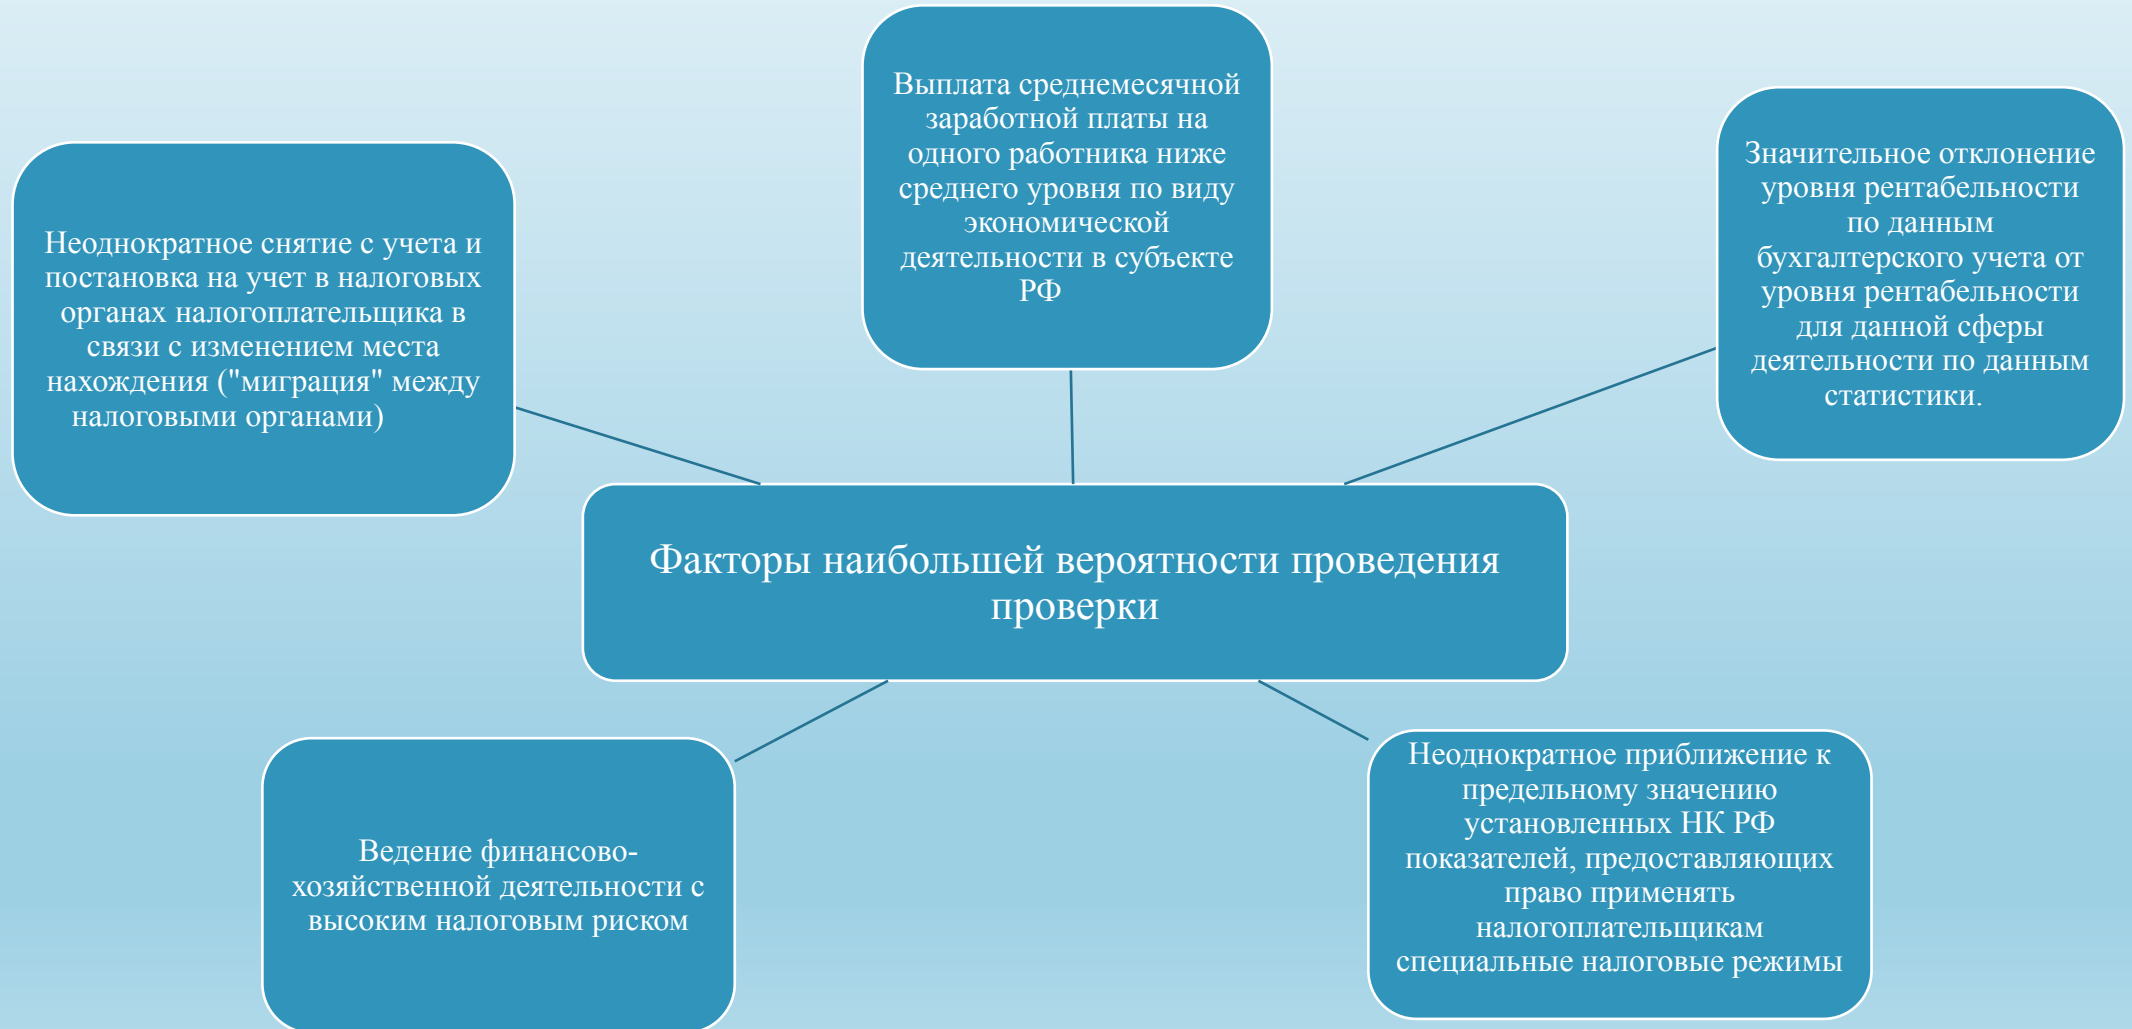 Выплата среднемесячной
заработной платы на
одного работника ниже
среднего уровня по виду
экономической
деятельности в субъекте
РФ
Значительное отклонение
уровня рентабельности
по данным
бухгалтерского учета от
уровня рентабельности
для данной сферы
деятельности по данным
статистики.
Неоднократное снятие с учета и
постановка на учет в налоговых
органах налогоплательщика в
связи с изменением места
нахождения ("миграция" между
налоговыми органами)
Факторы наибольшей вероятности проведения
проверки
Ведение финансово-
хозяйственной деятельности с
высоким налоговым риском
Неоднократное приближение к
предельному значению
установленных НК РФ
показателей, предоставляющих
право применять
налогоплательщикам
специальные налоговые режимы